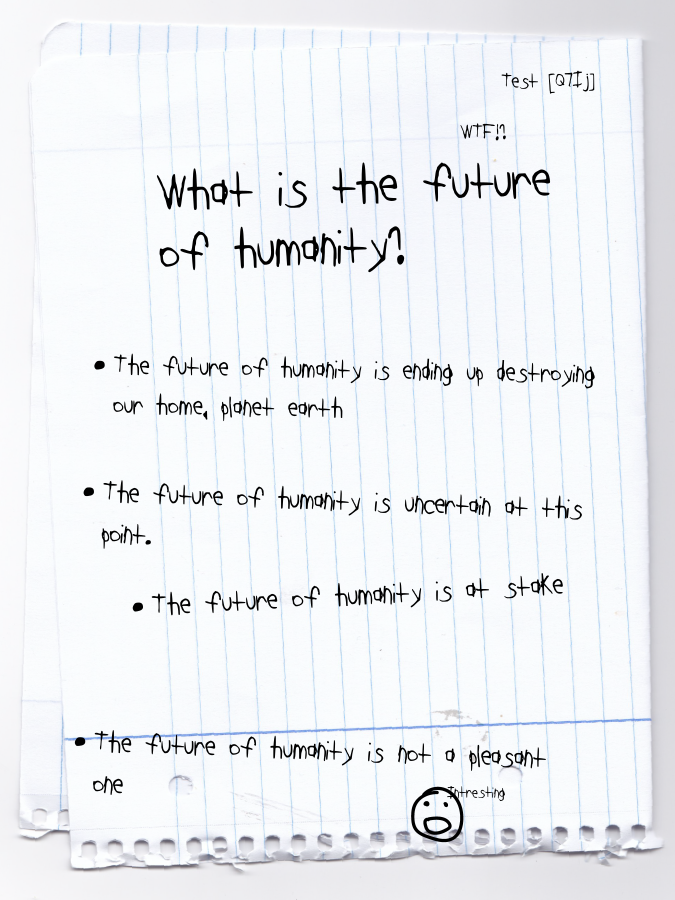 Test [Q7Ij]
WTF!?
What is the future
of humanity?
• The future of humanity is ending up destroying
our home, planet earth
• The future of humanity is uncertain at this
point.
• The future of humanity is at stake
• The future of humanity is not a pleasant
one
Intresting